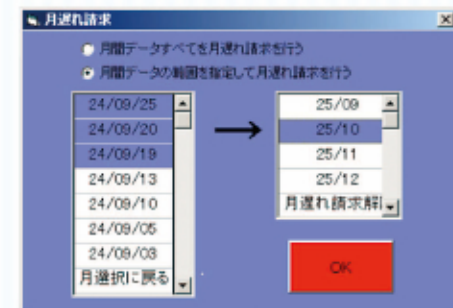 月遅れ請求
月間データすべてを月遅れ請求を行う
月間データの範囲を指定して月遅れ請求を行う
24/09/25
24/09/20
24/09/19
24/09/13
24/09/10
24/09/05
24/09/03
月選択に戻る
→
25/09
25/10
25/11
25/12
月遅れ請求解
OK